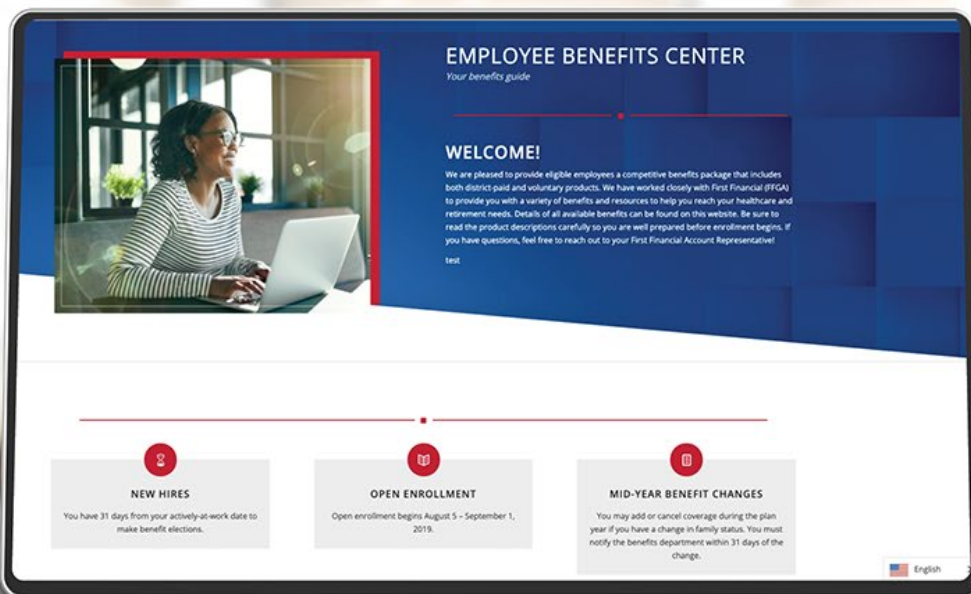 EMPLOYEE BENEFITS CENTER
Your benefits guide
WELCOME!
We are pleased to provide eligible employees a competitive benefits package that includes
both district-paid and voluntary products. We have worked closely with First Financial (FFGA)
to provide you with a variety of benefits and resources to help you reach your healthcare and
retirement needs. Details of all available benefits can be found on this website. Be sure to
read the product descriptions carefully so you are well prepared before enrollment begins. If
you have questions, feel free to reach out to your First Financial Account Representative!
test
NEW HIRES
You have 31 days from your actively-at-work date to
make benefit elections.
OPEN ENROLLMENT
Open enrollment begins August 5 – September 1,
2019.
MID-YEAR BENEFIT CHANGES
You may add or cancel coverage during the plan
year if you have a change in family status. You must
notify the benefits department within 31 days of the
change.
English